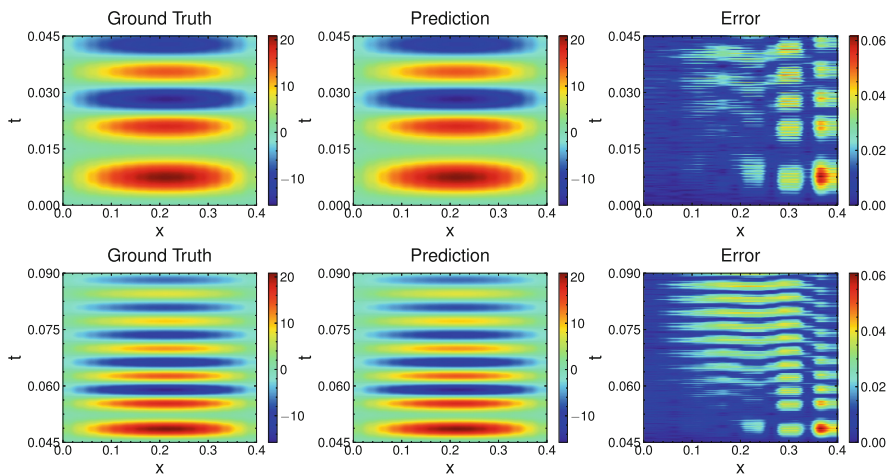 Ground Truth Prediction Error
0.045 20 0.045 20 0.045 0.06
0.030 10 0.030 10 0.030 0.04
t 0 t 0 t
0.015 −10 0.015 −10 0.015 0.02
0.000 0.000 0.000 0.00
0.0 0.1 0.2 0.3 0.4 0.0 0.1 0.2 0.3 0.4 0.0 0.1 0.2 0.3 0.4
x x x
Ground Truth Prediction Error
0.090 20 0.090 20 0.090 0.06
0.075 10 0.075 10 0.075 0.04
t 0 t 0 t
0.060 −10 0.060 −10 0.060 0.02
0.045 0.045 0.045 0.00
0.0 0.1 0.2 0.3 0.4 0.0 0.1 0.2 0.3 0.4 0.0 0.1 0.2 0.3 0.4
x x x